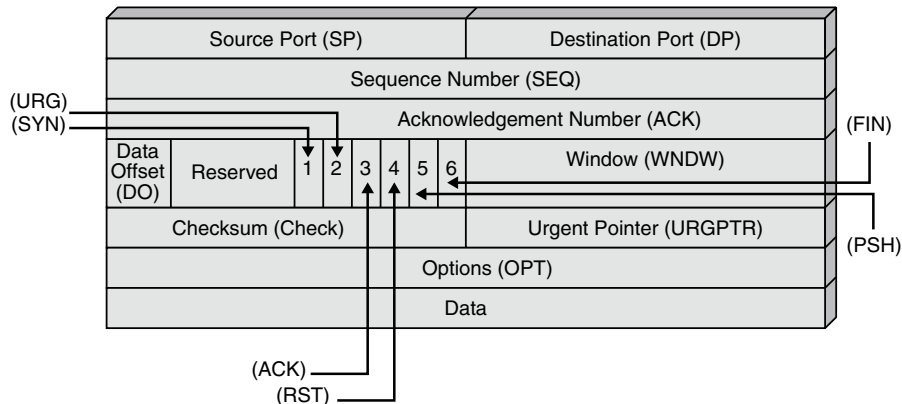 Source Port (SP)
Destination Port (DP)
Sequence Number (SEQ)
(URG)
(SYN)
Acknowledgement Number (ACK)
(FIN)
Data
Offset
(DO)
Reserved
1
2
3
4
5
6
Window (WNDW)
Checksum (Check)
Urgent Pointer (URGPTR)
(PSH)
Options (OPT)
Data
(ACK)
(RST)